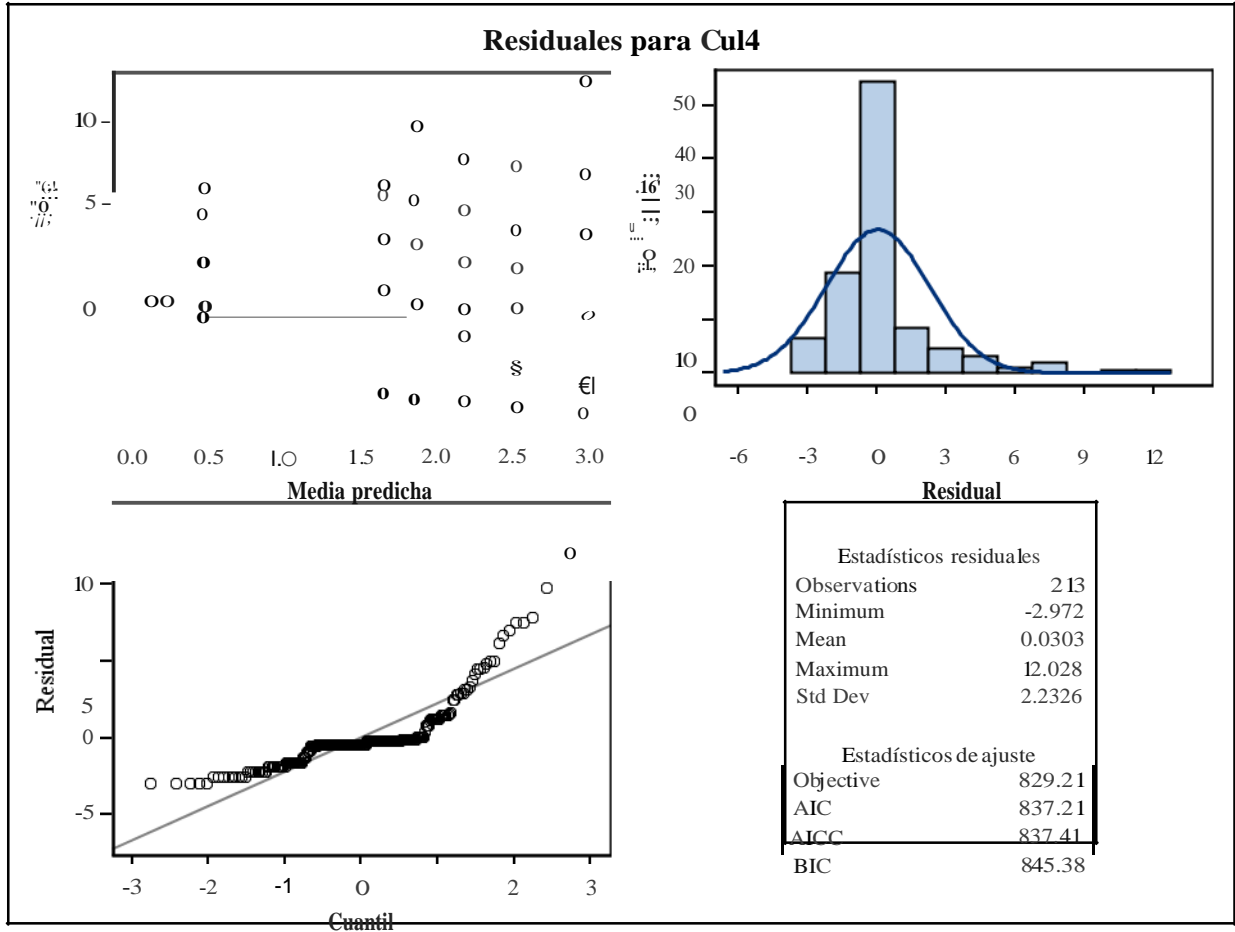 Residuales para Cul4
10
5
0
0.0 0.5 1.0 1.5 2.0 2.5 3.0
Media predicha
50
40
30
20
10
0
-6 -3 0 3 6 9 12
Residual
Residual
10
5
0
-5
-3 -2 -1 0 2 3
Cuantil
Estadísticos residuales
Observations 213
Minimum -2.972
Mean 0.0303
Maximum 12.028
Std Dev 2.2326
Estadísticos de ajuste
Objective 829.21
AIC 837.21
AICC 837.41
BIC 845.38